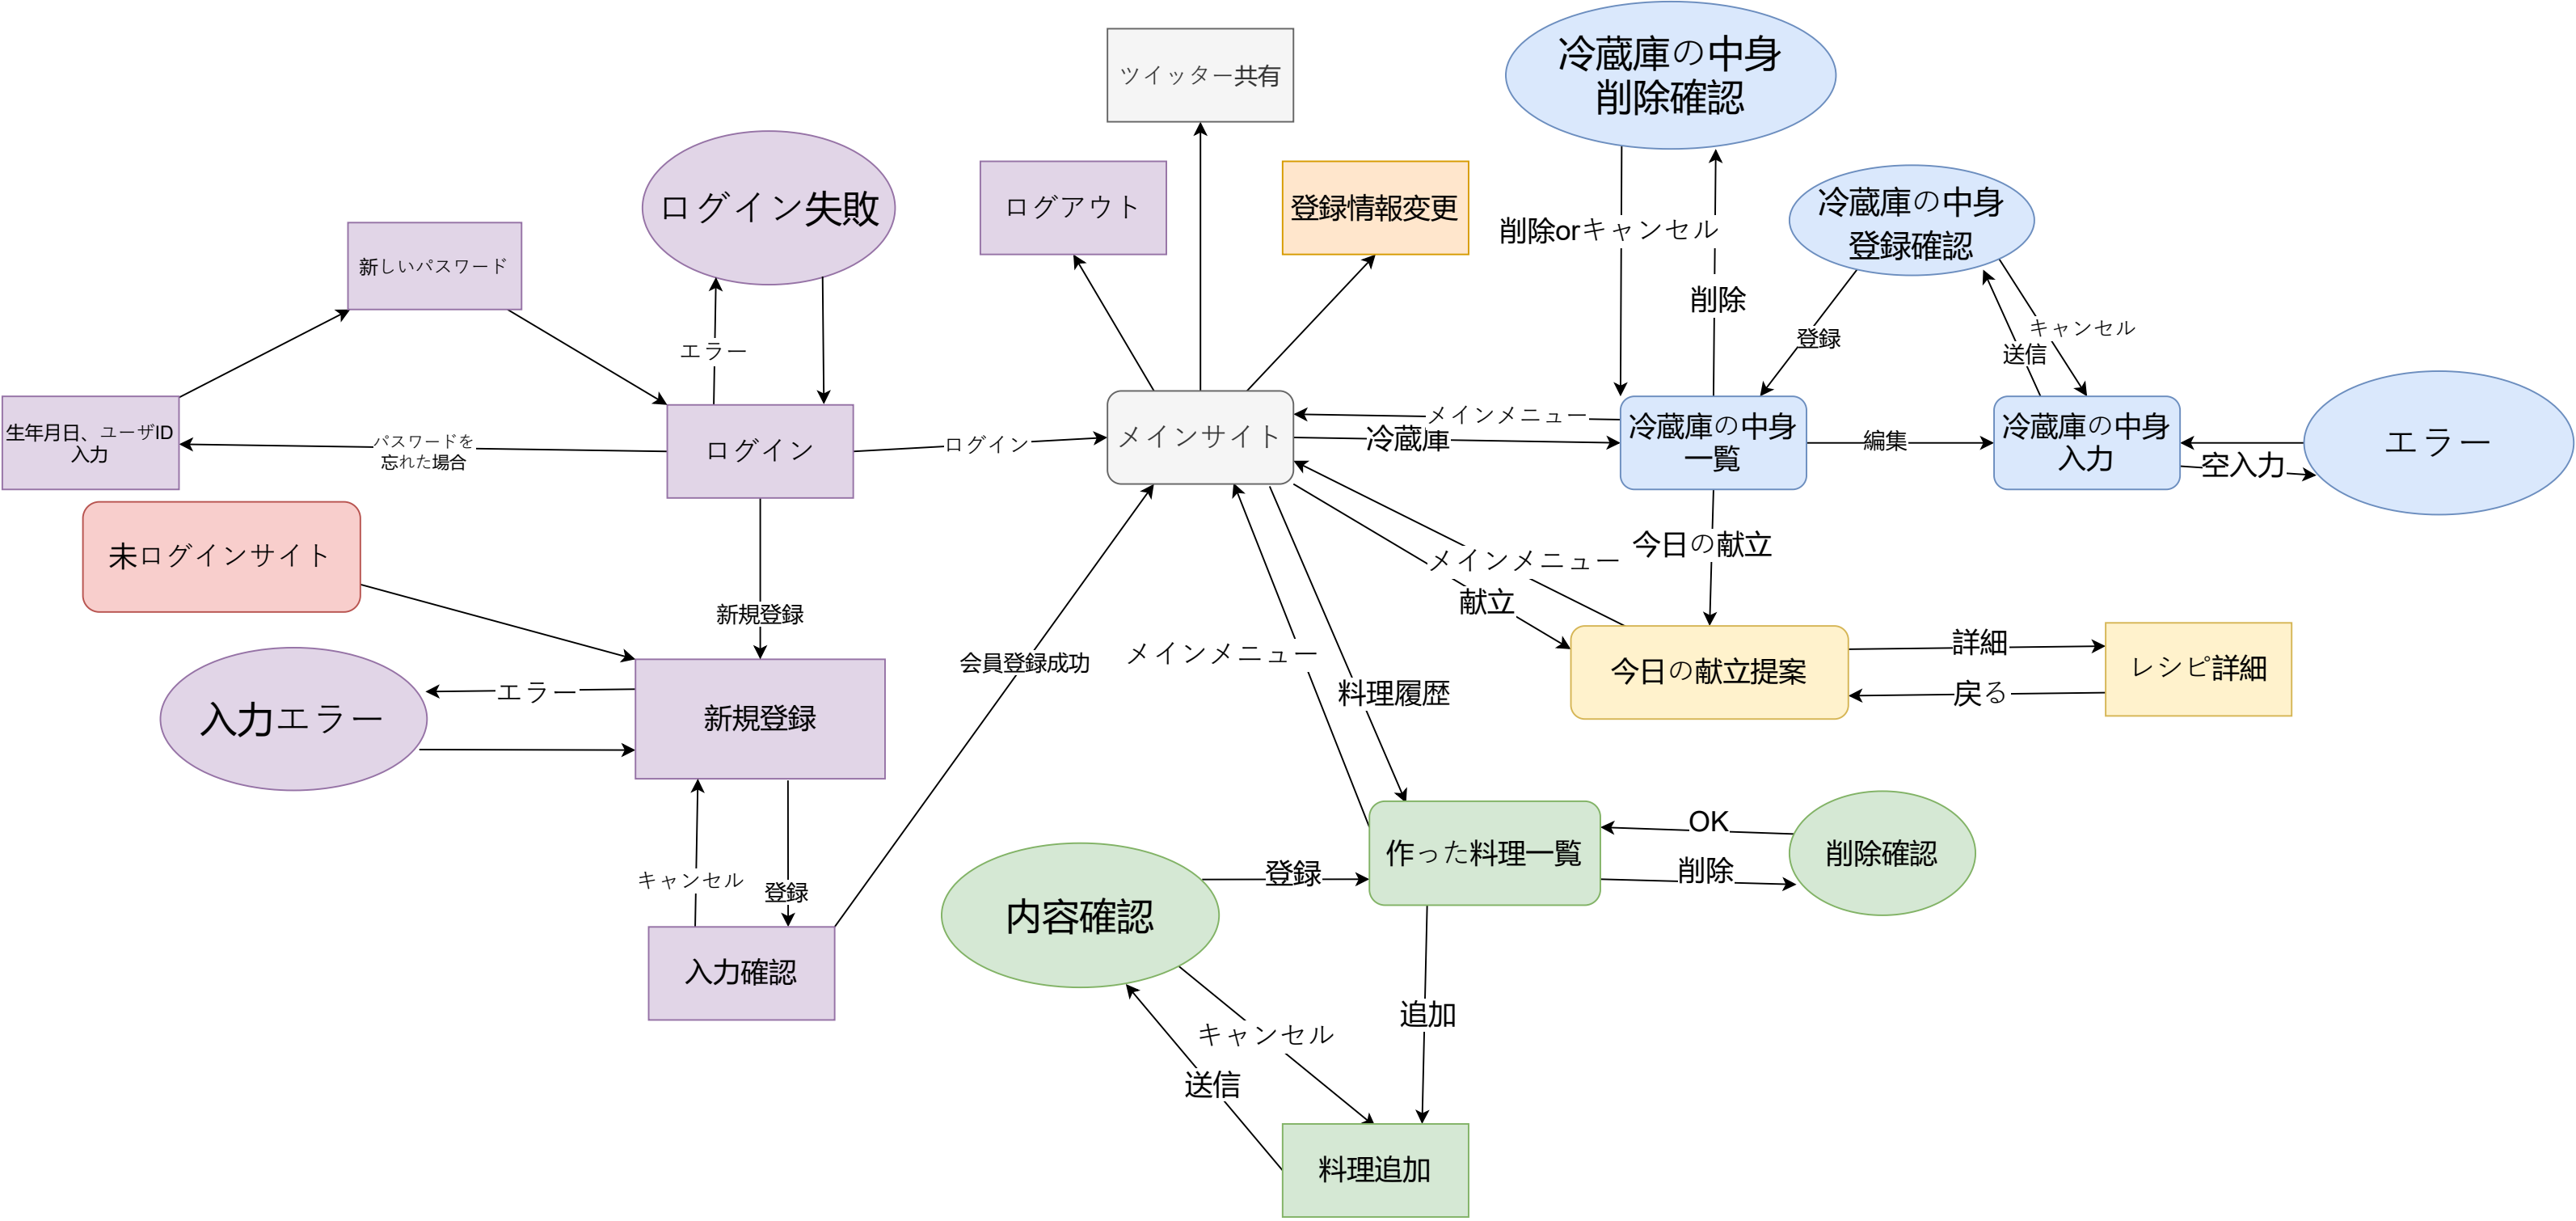 冷蔵庫の中身
削除確認
ツイッター共有
ログイン失敗
ログアウト
登録情報変更
冷蔵庫の中身
登録確認
削除orキャンセル
新しいパスワード
削除
エラー
登録
キャンセル
送信
生年月日、ユーザID
入力
パスワードを
忘れた場合
ログイン
ログイン
メインサイト
メインメニュー
冷蔵庫
冷蔵庫の中身
一覧
編集
冷蔵庫の中身
入力
空入力
エラー
未ログインサイト
今日の献立
メインメニュー
献立
新規登録
会員登録成功
メインメニュー
料理履歴
今日の献立提案
詳細
戻る
レシピ詳細
入力エラー
エラー
新規登録
キャンセル
登録
入力確認
内容確認
登録
作った料理一覧
OK
削除
削除確認
追加
キャンセル
送信
料理追加